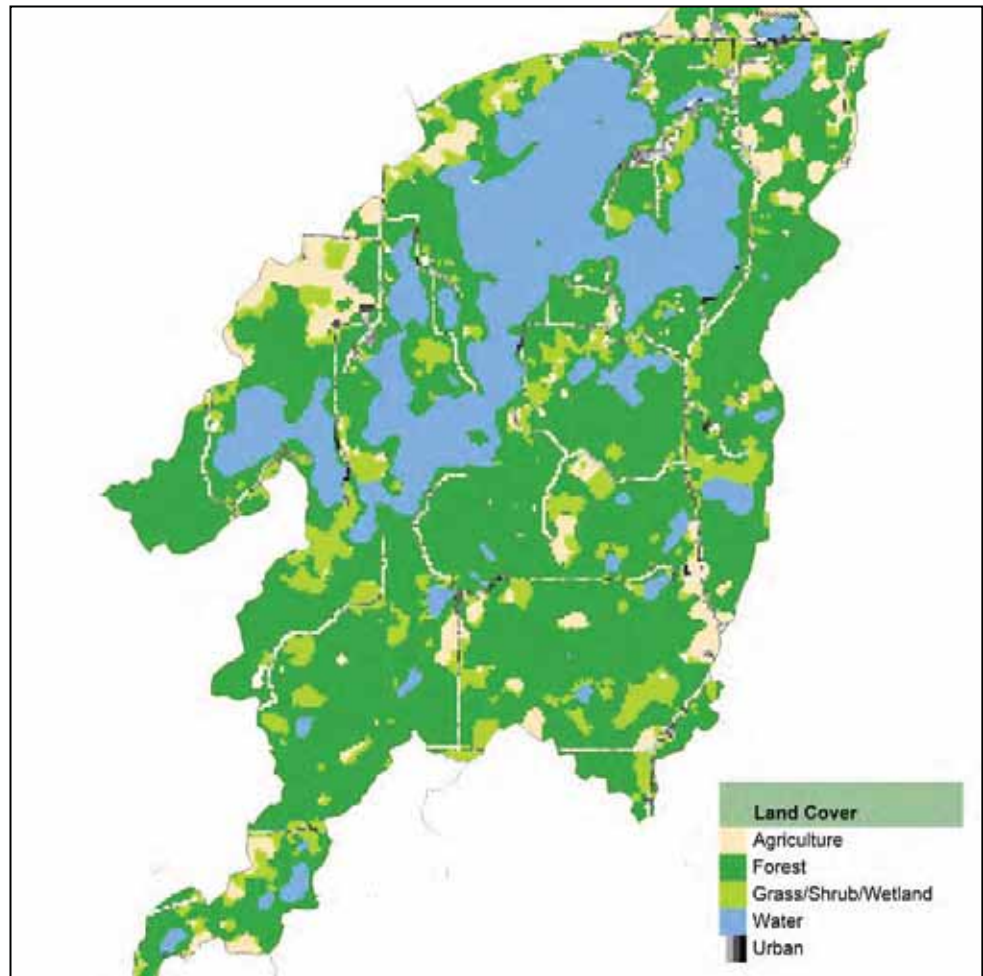 Land Cover
Agriculture
Forest
Grass/Shrub/Wetland
Water
Urban